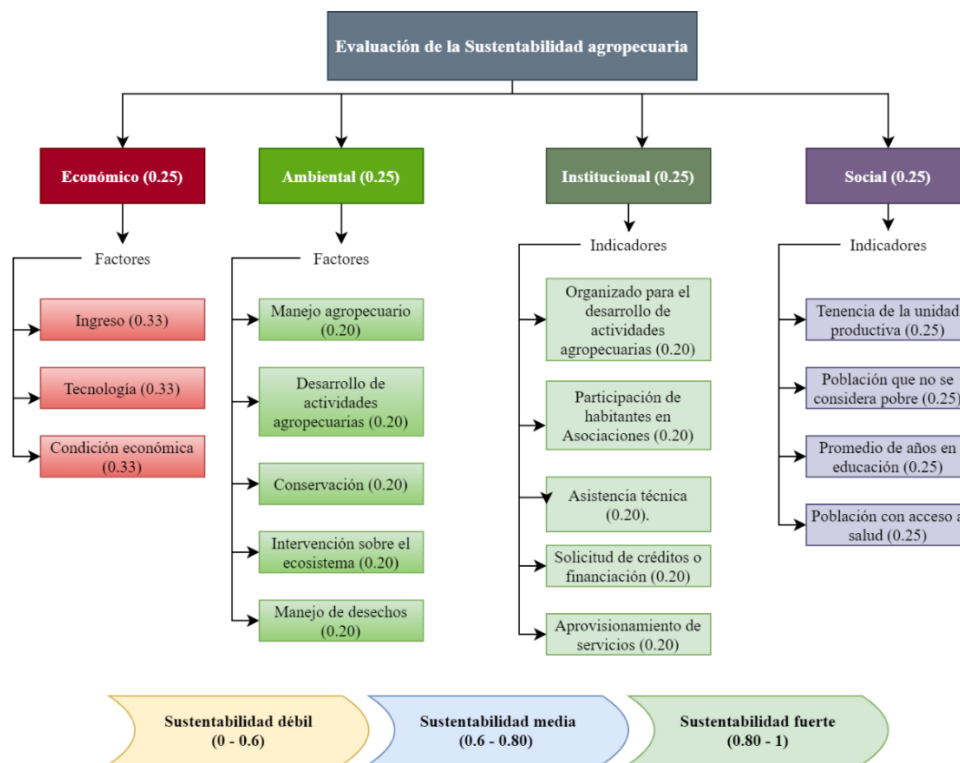 Evaluación de la Sustentabilidad agropecuaria
Económico (0.25)
Ambiental (0.25)
Institucional (0.25)
Social (0.25)
Factores
Ingreso (0.33)
Tecnología (0.33)
Condición económica
(0.33)
Factores
Manejo agropecuario
(0.20)
Desarrollo de
actividades
agropecuarias (0.20)
Conservación (0.20)
Intervención sobre el
ecosistema (0.20)
Manejo de desechos
(0.20)
Indicadores
Organizado para el
desarrollo de
actividades
agropecuarias (0.20)
Participación de
habitantes en
Asociaciones (0.20)
Asistencia técnica
(0.20).
Solicitud de créditos o
financiación (0.20)
Aprovisionamiento de
servicios (0.20)
Indicadores
Tenencia de la unidad
productiva (0.25)
Población que no se
considera pobre (0.25)
Promedio de años en
educación (0.25)
Población con acceso a
salud (0.25)
Sustentabilidad débil
(0 - 0.6)
Sustentabilidad media
(0.6 - 0.80)
Sustentabilidad fuerte
(0.80 - 1)